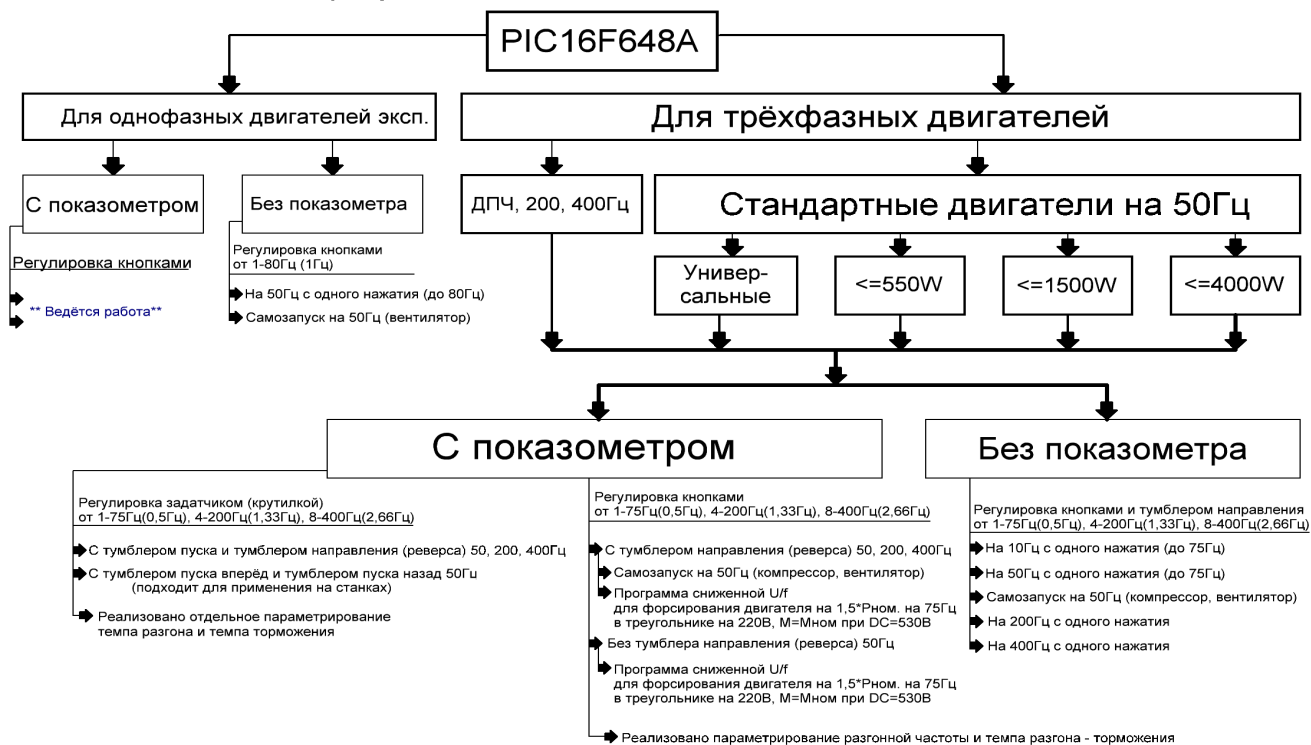 PIC16F648A
Для однофазных двигателей эксп.
Для трёхфазных двигателей
С показометром
Без показометра
ДПЧ, 200, 400Гц
Стандартные двигатели на 50Гц
Регулировка кнопками
** Ведётся работа**
Регулировка кнопками
от 1-80Гц (1Гц)
На 50Гц с одного нажатия (до 80Гц)
Самозапуск на 50Гц (вентилятор)
Универ-
сальные
<=550W
<=1500W
<=4000W
С показометром
Без показометра
Регулировка задатчиком (крутилкой)
от 1-75Гц(0,5Гц), 4-200Гц(1,33Гц), 8-400Гц(2,66Гц)
С тумблером пуска и тумблером направления (реверса) 50, 200, 400Гц
С тумблером пуска вперёд и тумблером пуска назад 50Гц
(подходит для применения на станках)
Реализовано отдельное параметрирование
темпа разгона и темпа торможения
Регулировка кнопками
от 1-75Гц(0,5Гц), 4-200Гц(1,33Гц), 8-400Гц(2,66Гц)
С тумблером направления (реверса) 50, 200, 400Гц
Самозапуск на 50Гц (компрессор, вентилятор)
Программа сниженной U/f
для форсирования двигателя на 1,5*Pном. на 75Гц
в треугольнике на 220В, М=Мном при DC=530В
Без тумблера направления (реверса) 50Гц
Программа сниженной U/f
для форсирования двигателя на 1,5*Pном. на 75Гц
в треугольнике на 220В, М=Мном при DC=530В
Реализовано параметрирование разгонной частоты и темпа разгона - торможения
Регулировка кнопками и тумблером направления
от 1-75Гц(0,5Гц), 4-200Гц(1,33Гц), 8-400Гц(2,66Гц)
На 10Гц с одного нажатия (до 75Гц)
На 50Гц с одного нажатия (до 75Гц)
Самозапуск на 50Гц (компрессор, вентилятор)
На 200Гц с одного нажатия
На 400Гц с одного нажатия